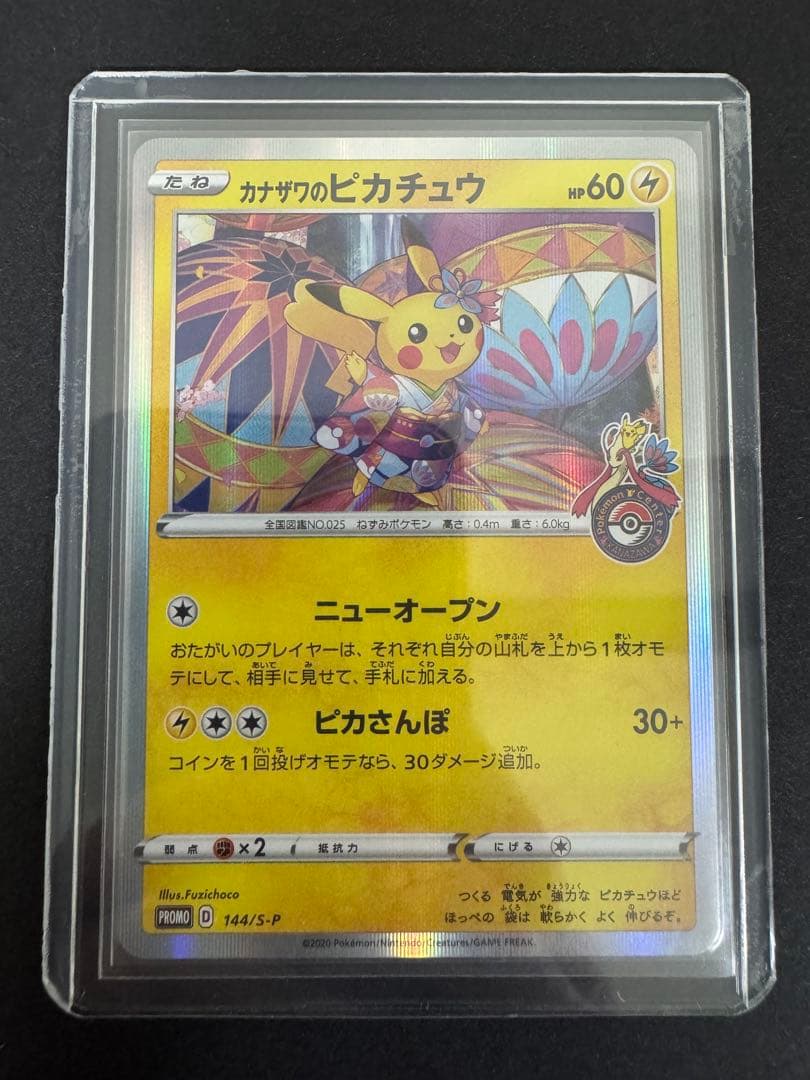 たね カナザワのピカチュウ HP60
Pokémon Center
KANAZAWA
全国図鑑NO.025 ねずみポケモン 高さ:0.4m 重さ:6.0kg
ニューオープン
おたがいのプレイヤーは、それぞれ自分の山札を上から1枚オモ
テにして、相手に見せて、手札に加える。
ピカさんぽ 30+
コインを1回投げオモテなら、30ダメージ追加。
弱点 ×2 抵抗力 にげる
Illus.Fuzichoco
PROMO D 144/S-P
つくる 電気が 強力な ピカチュウほど
ほっぺの 袋は 軟らかく よく 伸びるぞ。
©2020 Pokémon/Nintendo/Creatures/GAME FREAK.